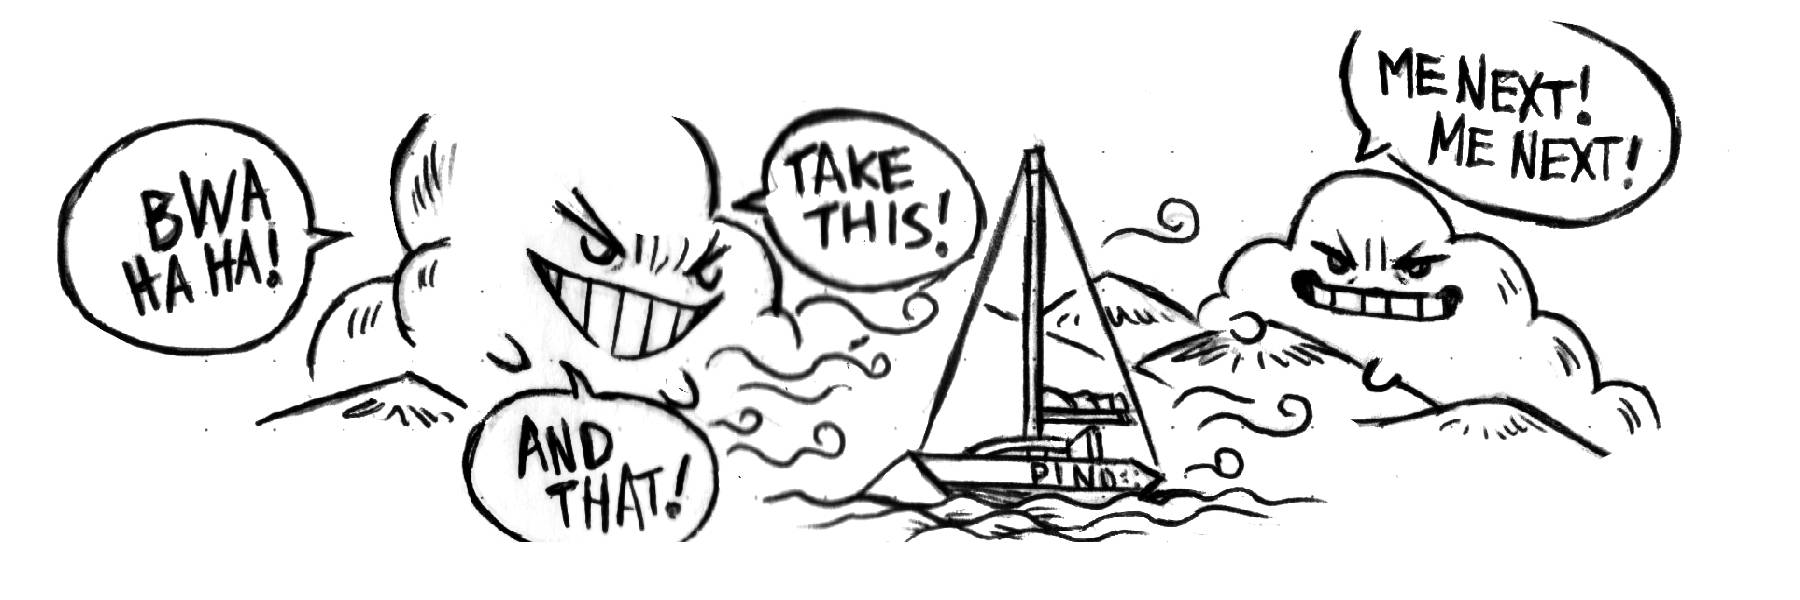 BWA
HA HA!
TAKE
THIS!
AND
THAT!
ME NEXT!
ME NEXT!
PINO